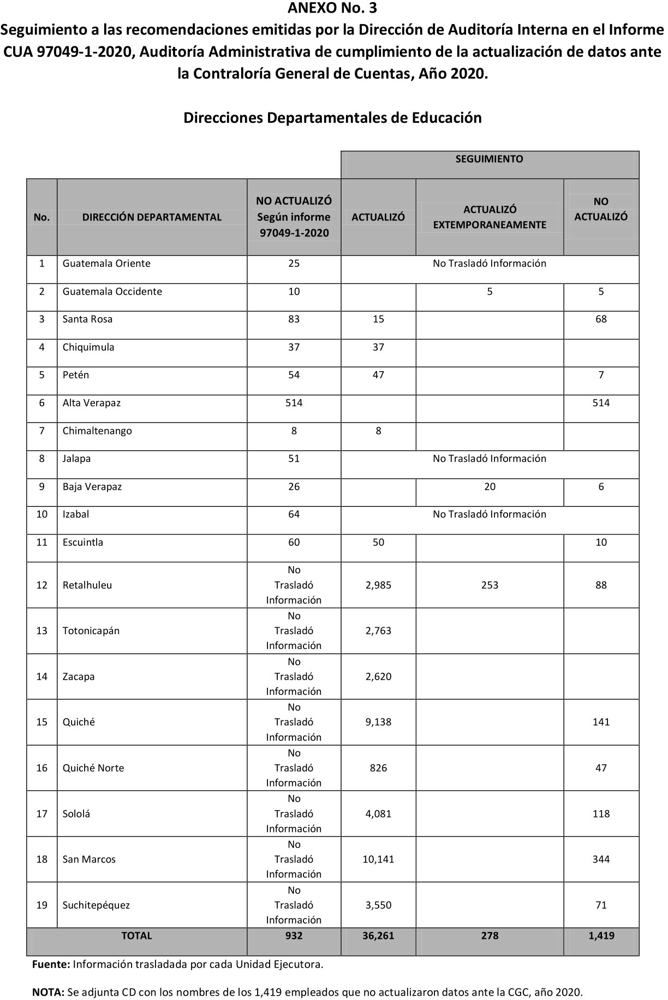 ANEXO No. 3
Seguimiento a las recomendaciones emitidas por la Dirección de Auditoría Interna en el Informe
CUA 97049-1-2020, Auditoría Administrativa de cumplimiento de la actualización de datos ante
la Contraloría General de Cuentas, Año 2020.
Direcciones Departamentales de Educación
SEGUIMIENTO
No. DIRECCIÓN DEPARTAMENTAL NO ACTUALIZÓ Según informe 97049-1-2020 ACTUALIZÓ ACTUALIZÓ EXTEMPORANEAMENTE NO ACTUALIZÓ
1 Guatemala Oriente 25 No Trasladó Información
2 Guatemala Occidente 10 5 5
3 Santa Rosa 83 15 68
4 Chiquimula 37 37
5 Petén 54 47 7
6 Alta Verapaz 514 514
7 Chimaltenango 8 8
8 Jalapa 51 No Trasladó Información
9 Baja Verapaz 26 20 6
10 Izabal 64 No Trasladó Información
11 Escuintla 60 50 10
12 Retalhuleu No Trasladó Información 2,985 253 88
13 Totonicapán No Trasladó Información 2,763
14 Zacapa No Trasladó Información 2,620
15 Quiché No Trasladó Información 9,138 141
16 Quiché Norte No Trasladó Información 826 47
17 Sololá No Trasladó Información 4,081 118
18 San Marcos No Trasladó Información 10,141 344
19 Suchitepéquez No Trasladó Información 3,550 71
TOTAL 932 36,261 278 1,419
Fuente: Información trasladada por cada Unidad Ejecutora.
NOTA: Se adjunta CD con los nombres de los 1,419 empleados que no actualizaron datos ante la CGC, año 2020.